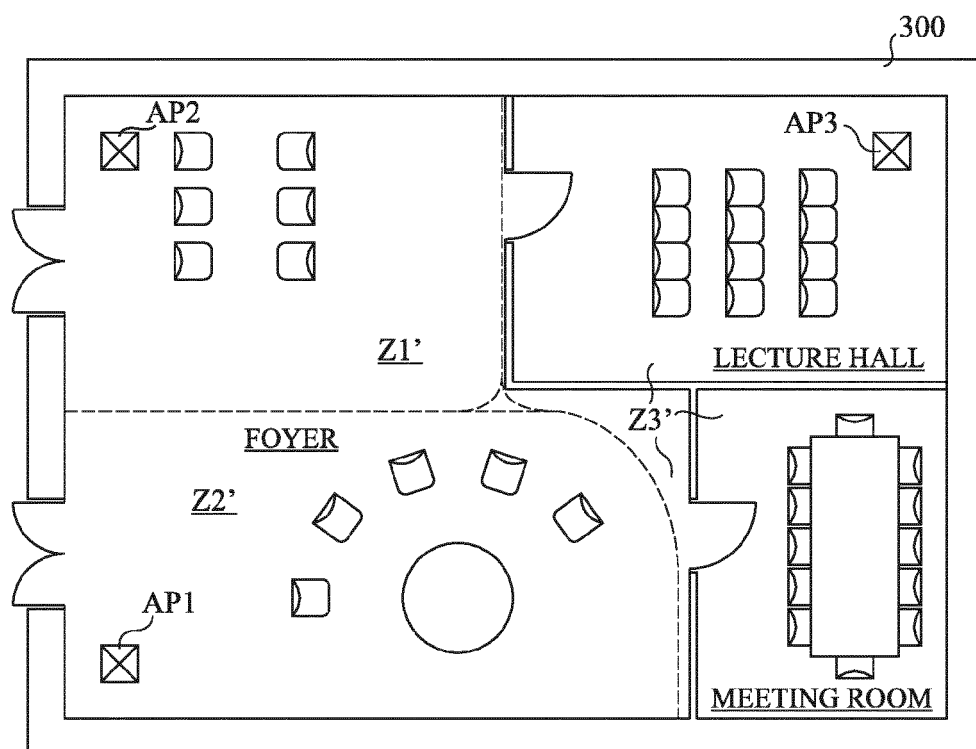 300
AP2
AP3
Z1'
LECTURE HALL
Z3'
FOYER
Z2'
AP1
MEETING ROOM